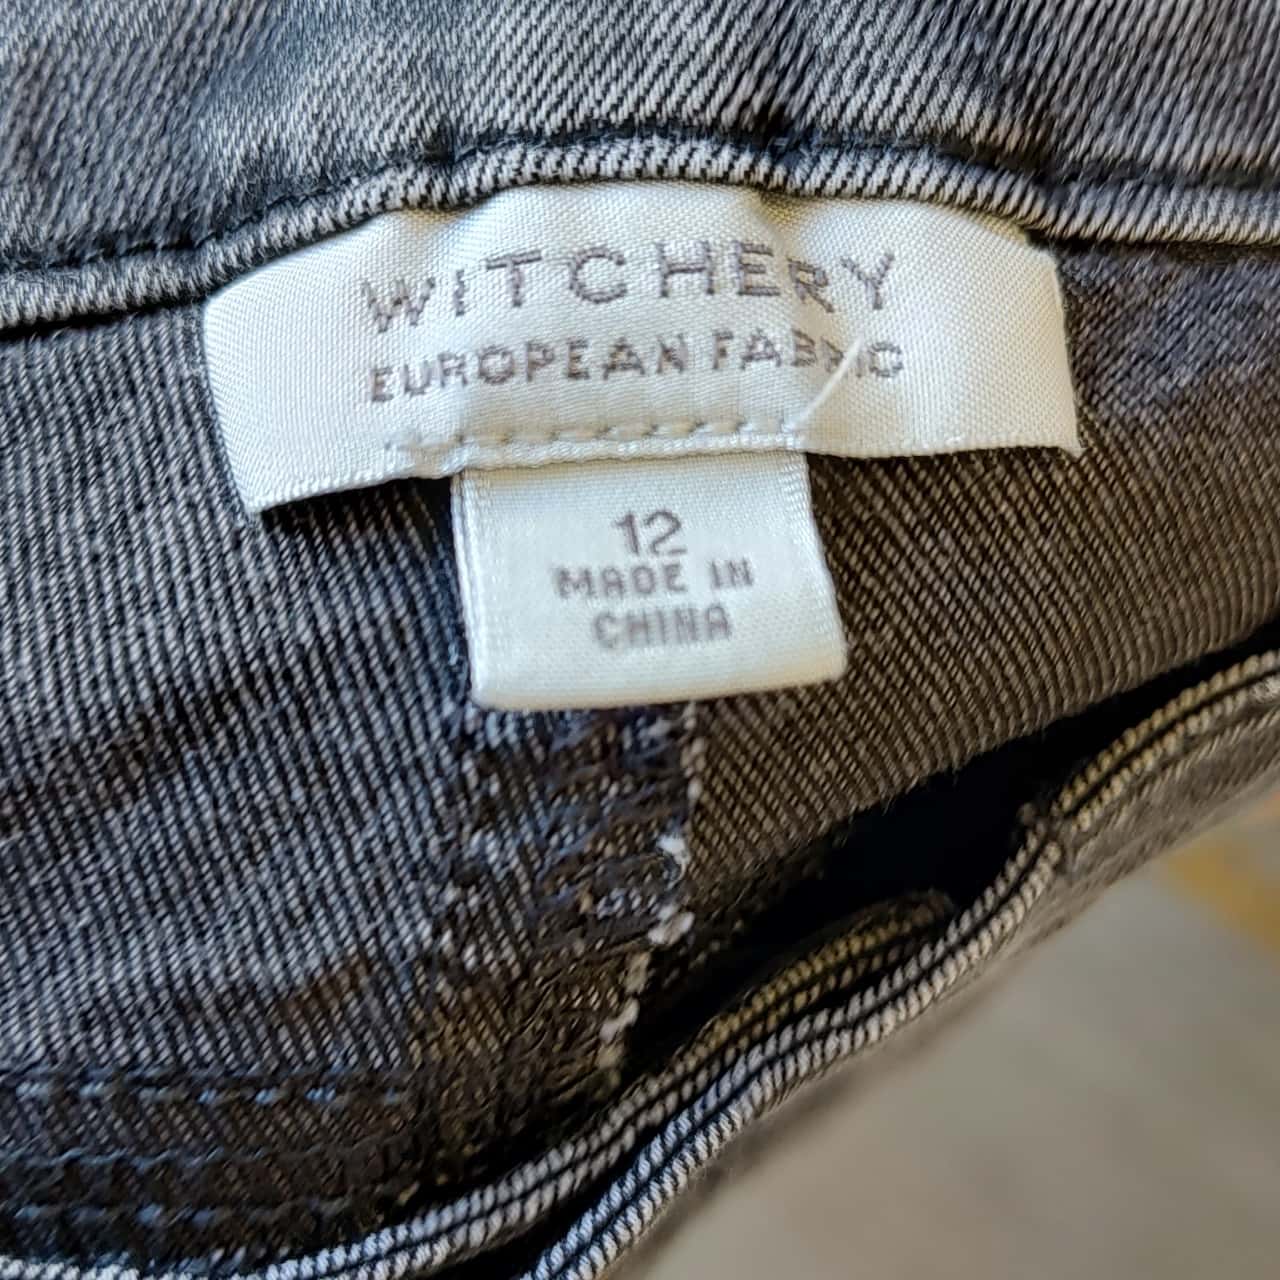 WITCHERY
EUROPEAN FABRIC
12
MADE IN
CHINA